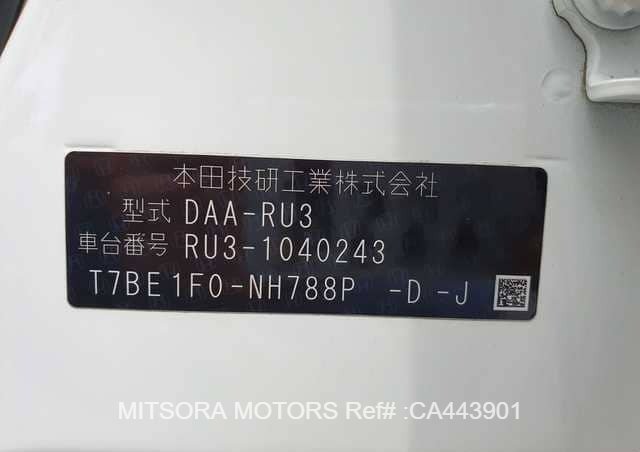 本田技研工業株式会社
型式 DAA-RU3
車台番号 RU3-1040243
T7BE1F0-NH788P -D -J
MITSORA MOTORS Ref# :CA443901